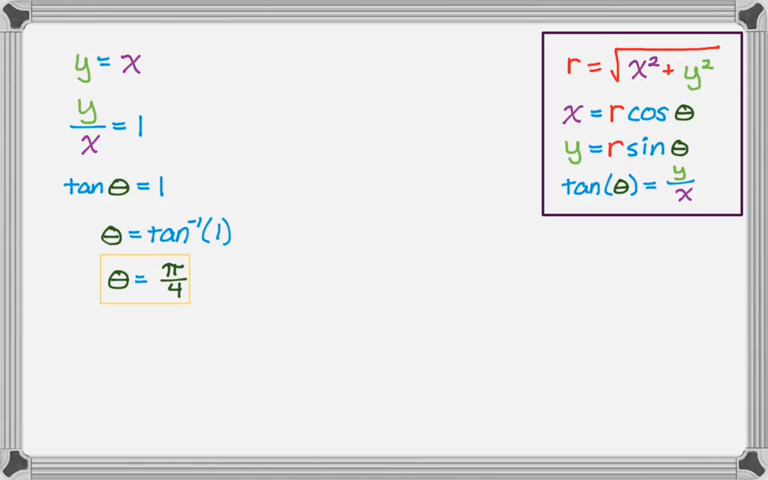 y = x
y/x = 1
tan θ = 1
θ = tan⁻¹(1)
θ = π/4
r = √(x² + y²)
x = r cos θ
y = r sin θ
tan(θ) = y/x